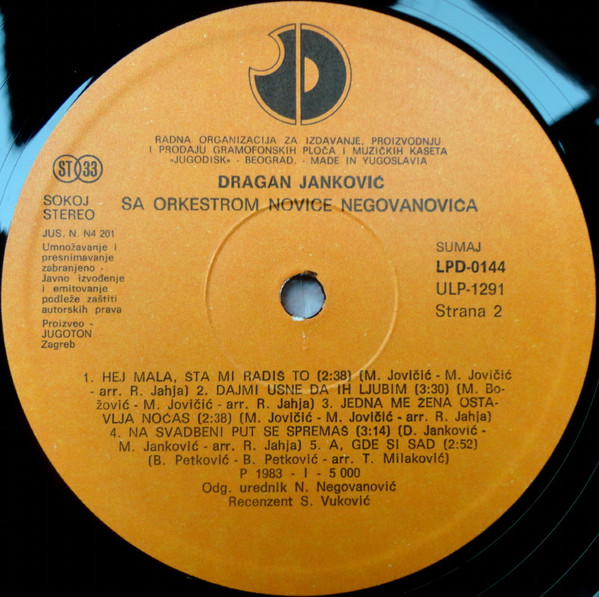 RADNA ORGANIZACIJA ZA IZDAVANJE, PROIZVODNJU
I PRODAJU GRAMOFONSKIH PLOČA I MUZIČKIH KASETA
«JUGODISK» - BEOGRAD, - MADE IN YUGOSLAVIA
ST 33
DRAGAN JANKOVIĆ
SA ORKESTROM NOVICE NEGOVANOVIĆA
SOKOJ
STEREO
JUS. N. N4 201
Umnožavanje i
presnimavanje
zabranjeno -
Javno izvođenje
i emitovanje
podleže zaštiti
autorskih prava
Proizveo -
JUGOTON
Zagreb
SUMAJ
LPD-0144
ULP-1291
Strana 2
1. HEJ MALA, ŠTA MI RADIŠ TO (2:38) (M. Jovičić - M. Jovičić
- arr. R. Jahja) 2. DAJMI USNE DA IH LJUBIM (3:30) (M. Bo-
žović - M. Jovičić - arr. R. Jahja) 3. JEDNA ME ŽENA OSTA-
VLJA NOĆAS (2:38) (M. Jovičić - M. Jovičić - arr. R. Jahja)
4. NA SVADBENI PUT SE SPREMAŠ (3:14) (D. Janković -
M. Janković - arr. R. Jahja) 5. A, GDE SI SAD (2:52)
(B. Petković - B. Petković - arr. T. Milaković)
P 1983 - I - 5 000
Odg. urednik N. Negovanović
Recenzent S. Vuković